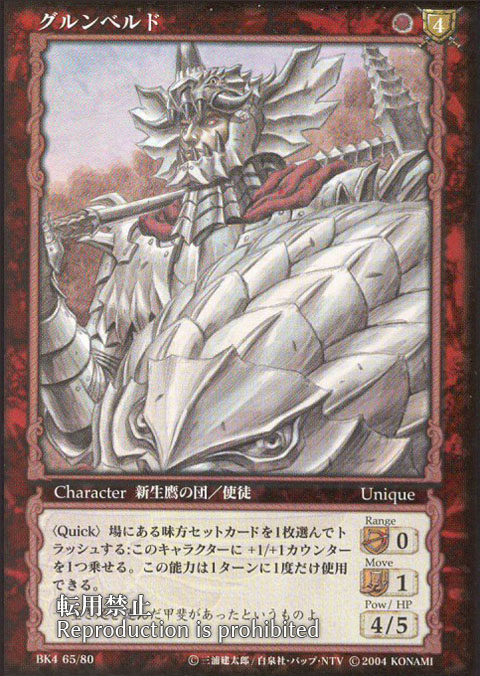 グルンベルド
4
Character 新生鷹の団／使徒
Unique
〈Quick〉場にある味方セットカードを1枚選んでト
ラッシュする:このキャラクターに +1/+1カウンター
を1つ乗せる。この能力は1ターンに1度だけ使用
できる。
Range
0
Move
1
Pow/ HP
4/5
だ甲斐があったというものよ
転用禁止
Reproduction is prohibited
BK4 65/80
© 三浦建太郎 / 白泉社・バップ・NTV © 2004 KONAMI